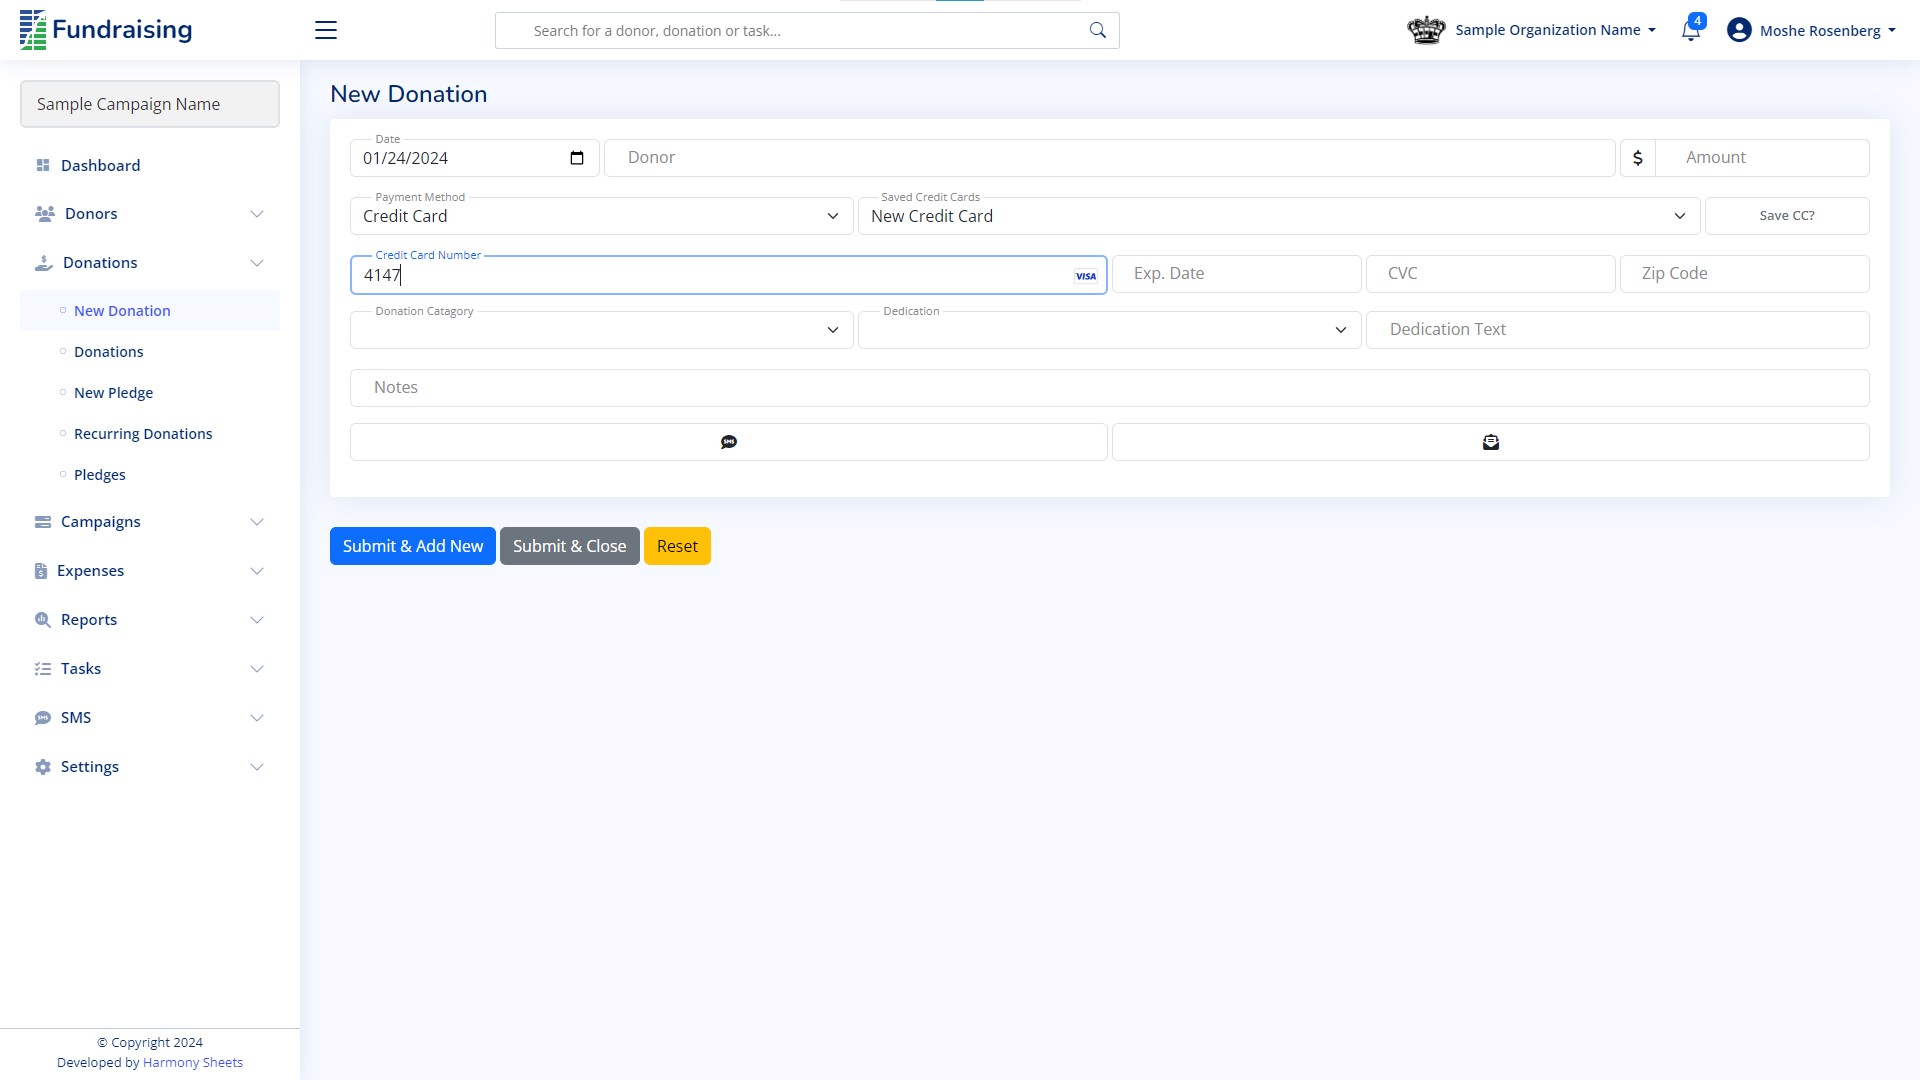 Fundraising
Search for a donor, donation or task...
Sample Organization Name
4
Moshe Rosenberg
Sample Campaign Name
Dashboard
Donors
Donations
New Donation
Donations
New Pledge
Recurring Donations
Pledges
Campaigns
Expenses
Reports
Tasks
SMS
Settings
© Copyright 2024
Developed by Harmony Sheets
New Donation
Date
01/24/2024
Donor
$
Amount
Payment Method
Credit Card
Saved Credit Cards
New Credit Card
Save CC?
Credit Card Number
4147
VISA
Exp. Date
CVC
Zip Code
Donation Catagory
Dedication
Dedication Text
Notes
SMS
Submit & Add New
Submit & Close
Reset